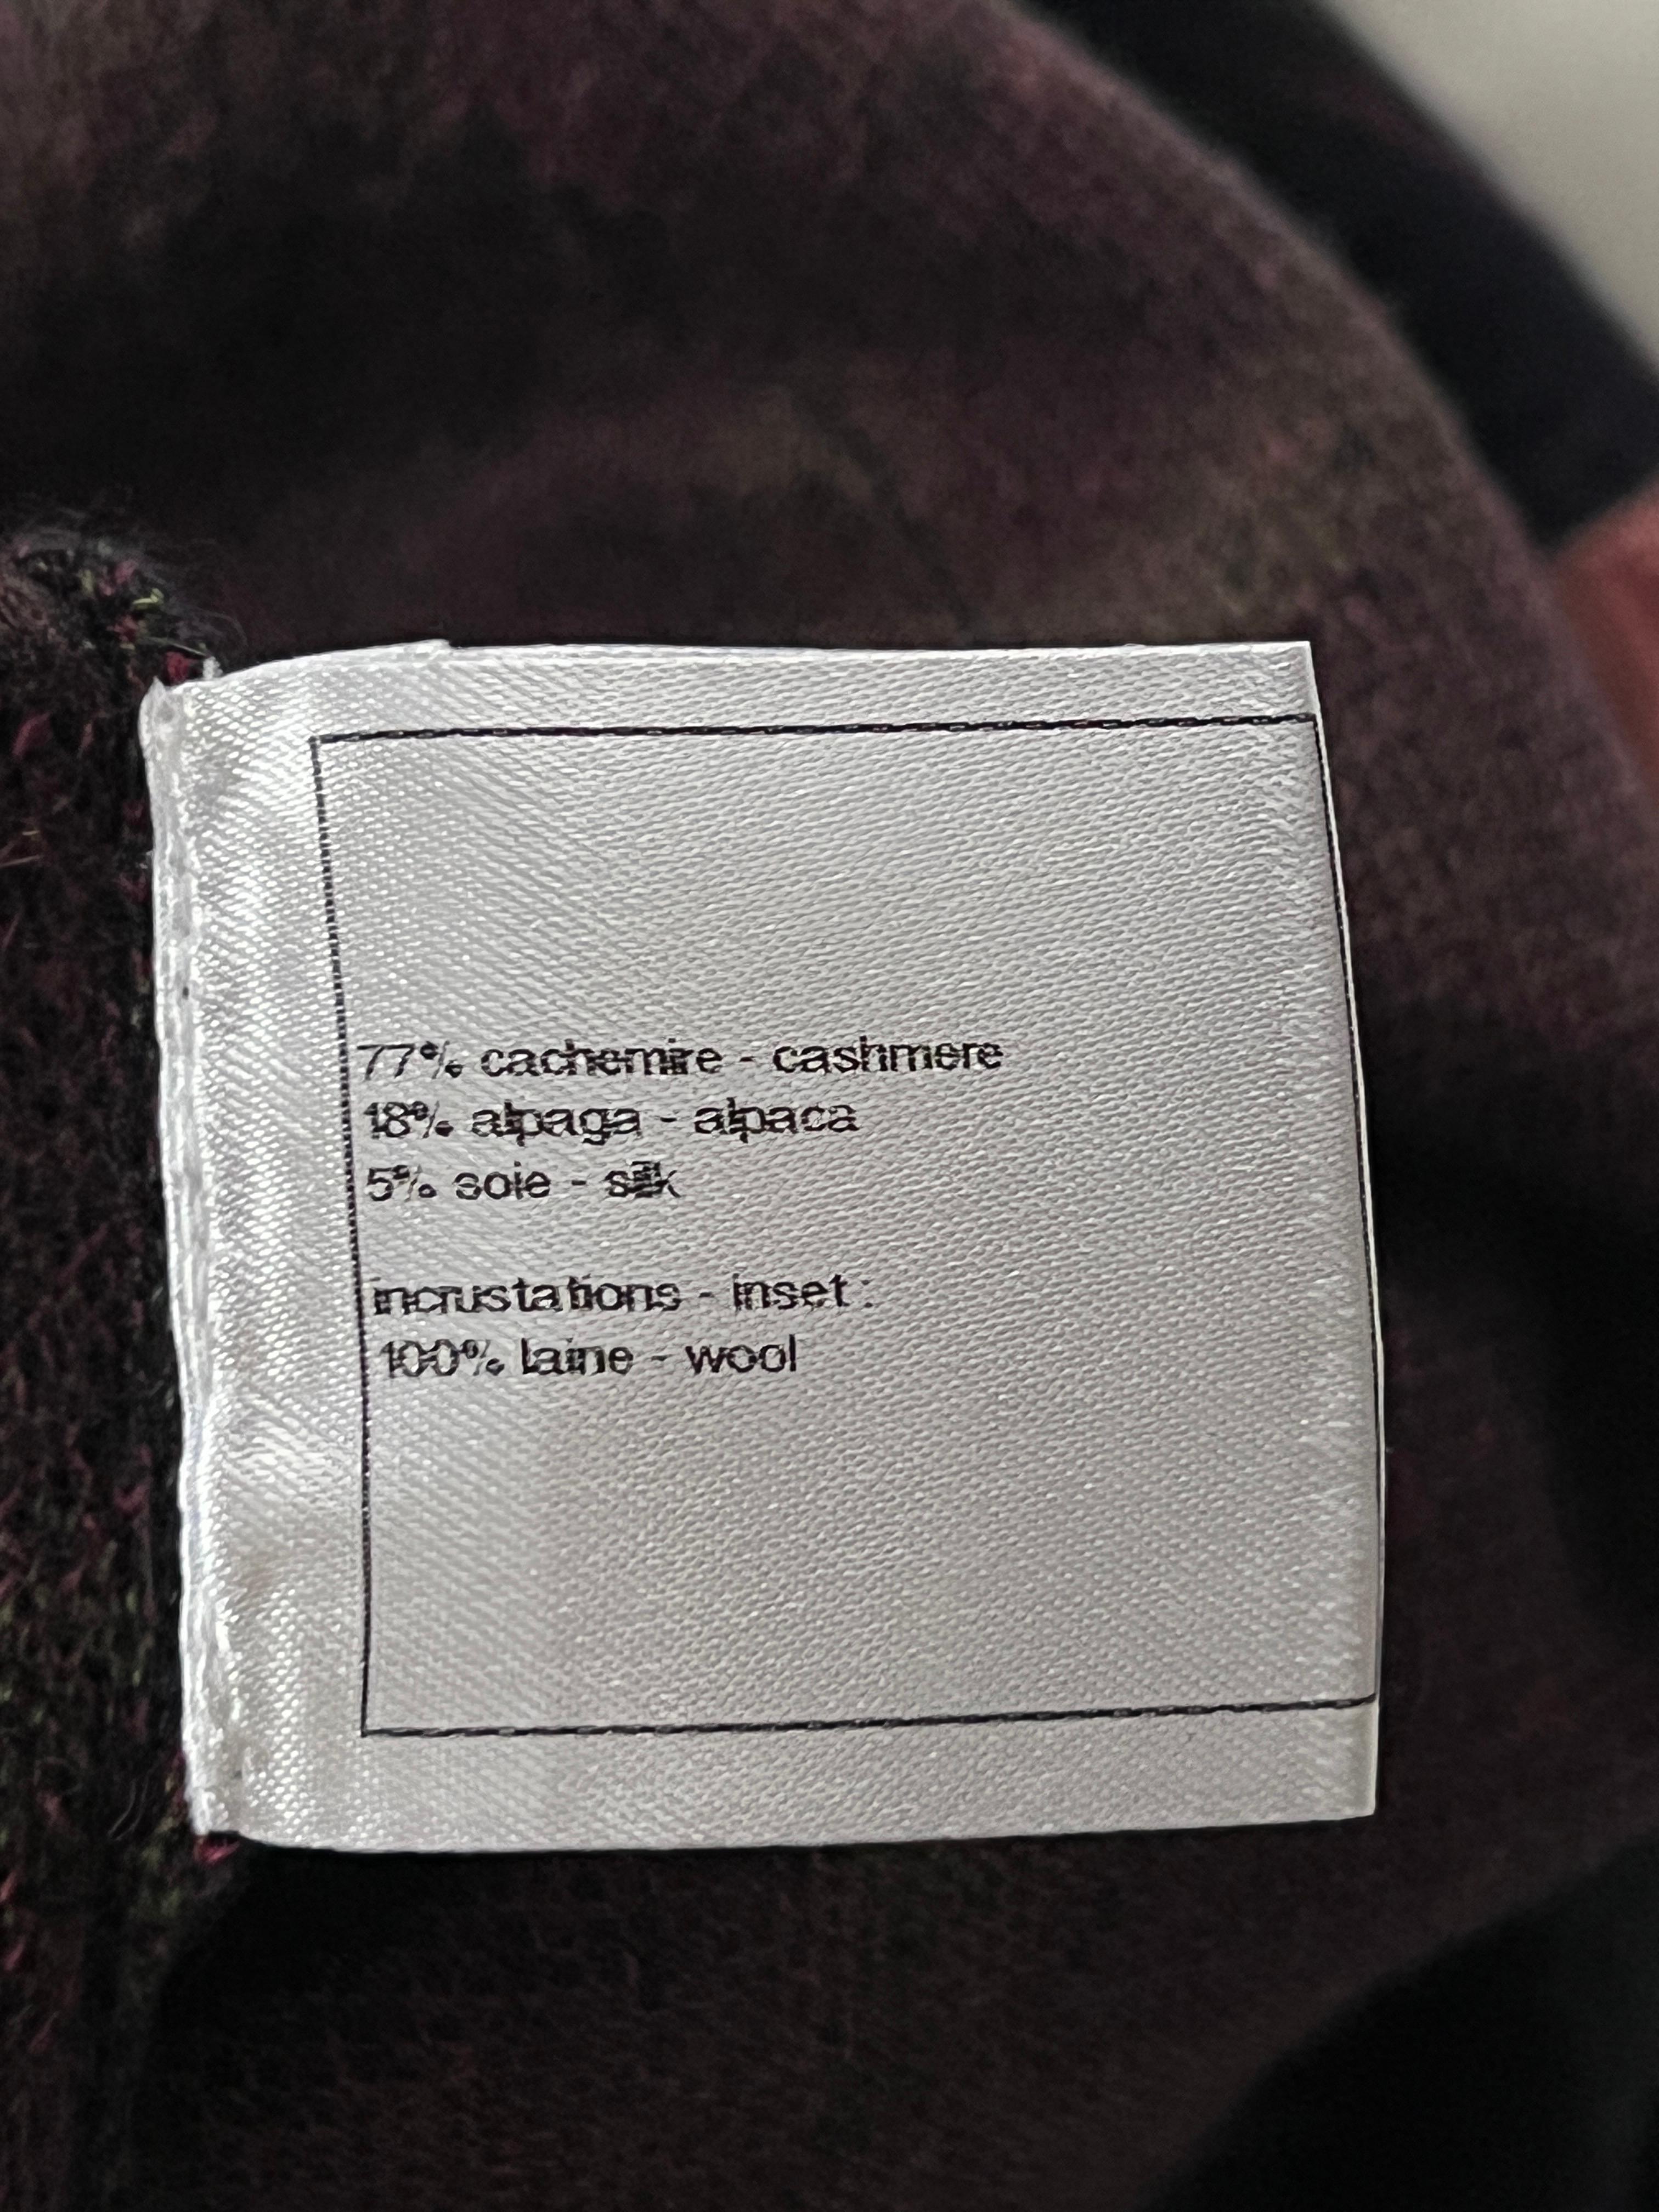 77% cachemire - cashmere
18% alpaga - alpaca
5% soie - silk
incrustations - inset :
100% laine - wool